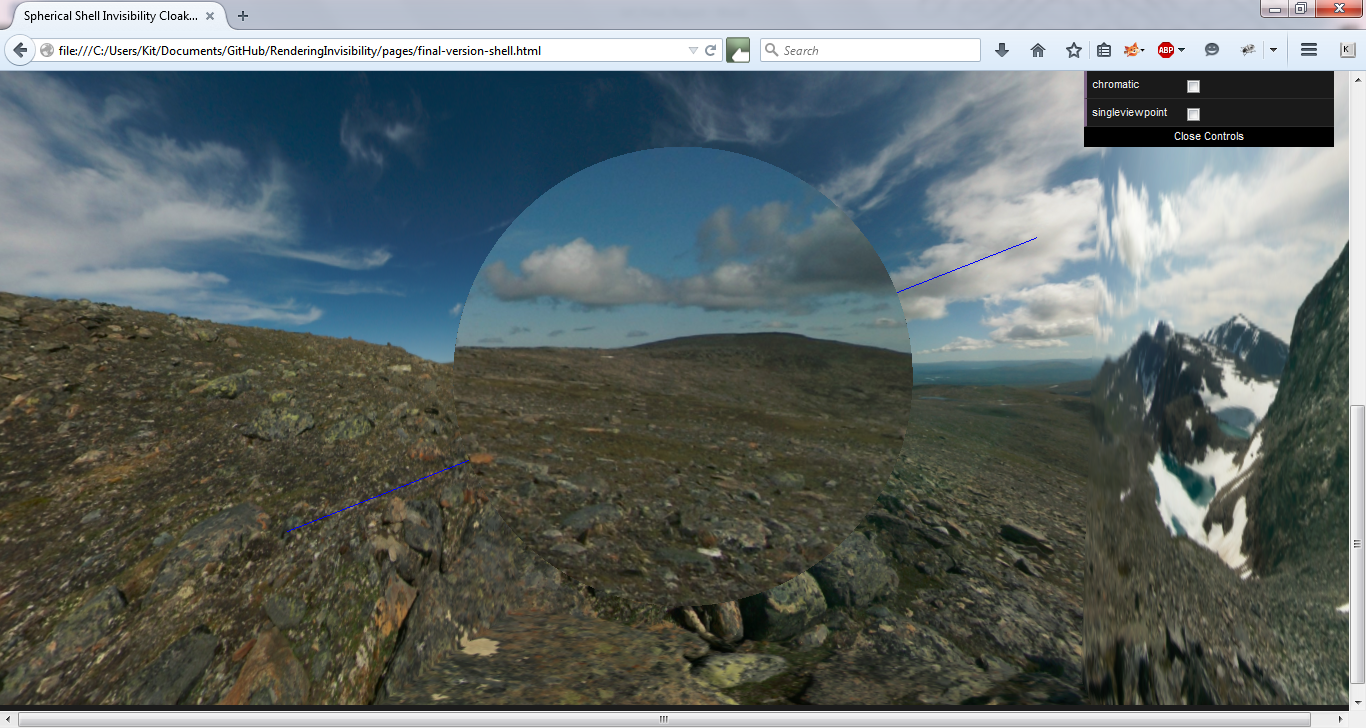 Spherical Shell Invisibility Cloak...
file:///C:/Users/Kit/Documents/GitHub/RenderingInvisibility/pages/final-version-shell.html
Search
ABP
K
chromatic
singleviewpoint
Close Controls